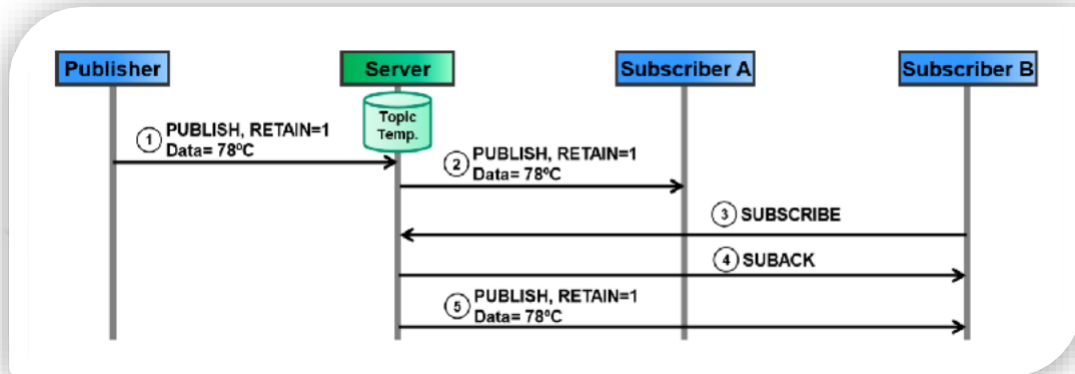 Publisher
Server
Subscriber A
Subscriber B
Topic
Temp.
1 PUBLISH, RETAIN=1
Data= 78ºC
2 PUBLISH, RETAIN=1
Data= 78ºC
3 SUBSCRIBE
4 SUBACK
5 PUBLISH, RETAIN=1
Data= 78ºC